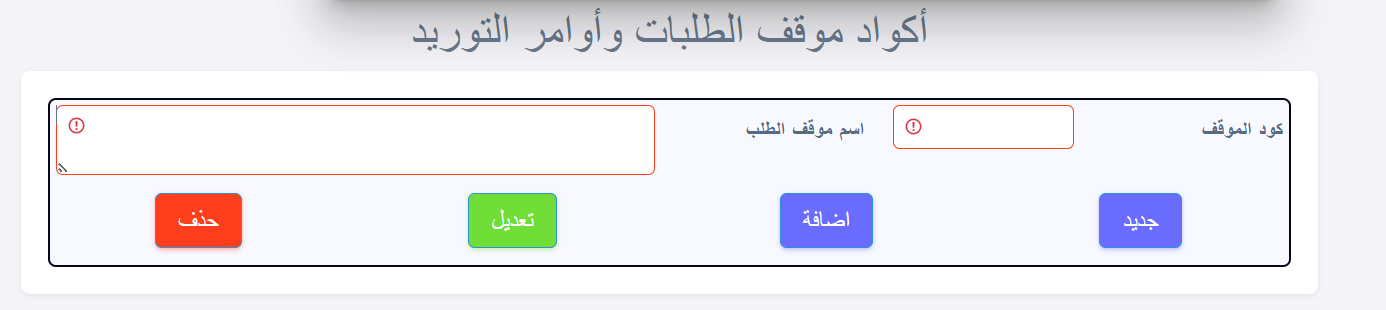 أكواد موقف الطلبات وأوامر التوريد
كود الموقف
اسم موقف الطلب
جديد
اضافة
تعديل
حذف